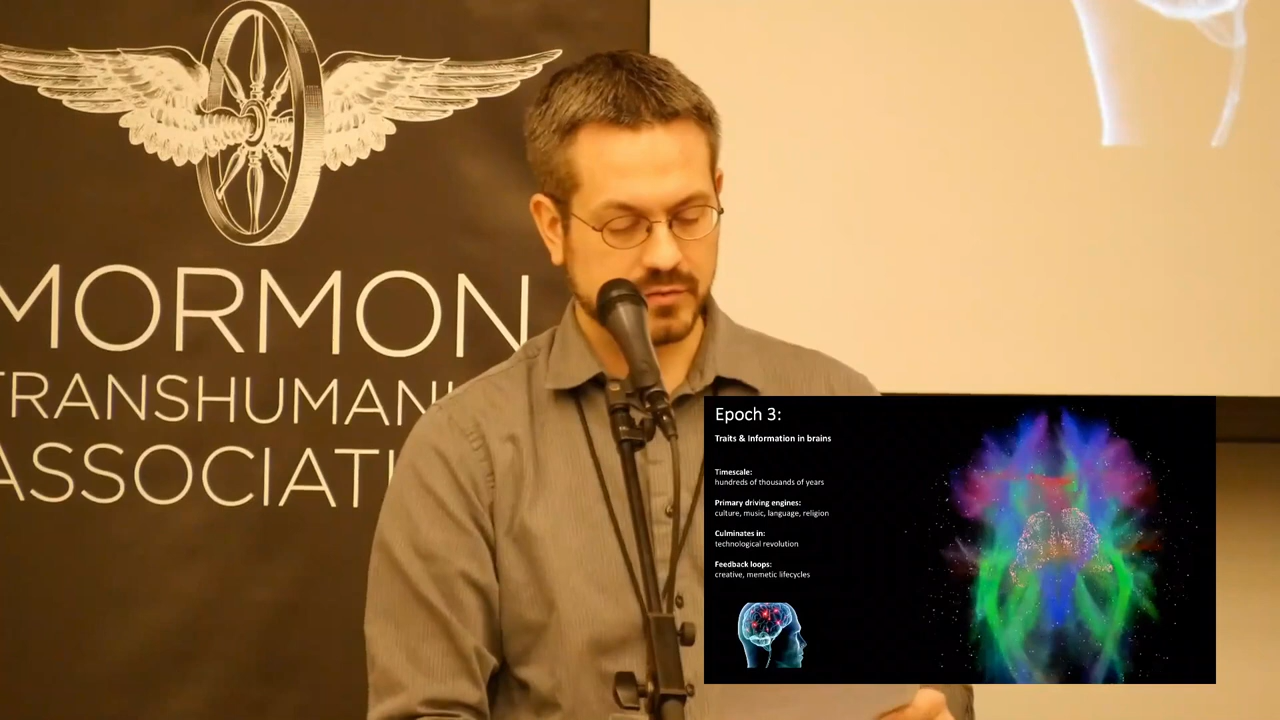 MORMON
TRANSHUMANI
ASSOCIATI
Epoch 3:
Traits & Information in brains
Timescale:
hundreds of thousands of years
Primary driving engines:
culture, music, language, religion
Culminates in:
technological revolution
Feedback loops:
creative, memetic lifecycles